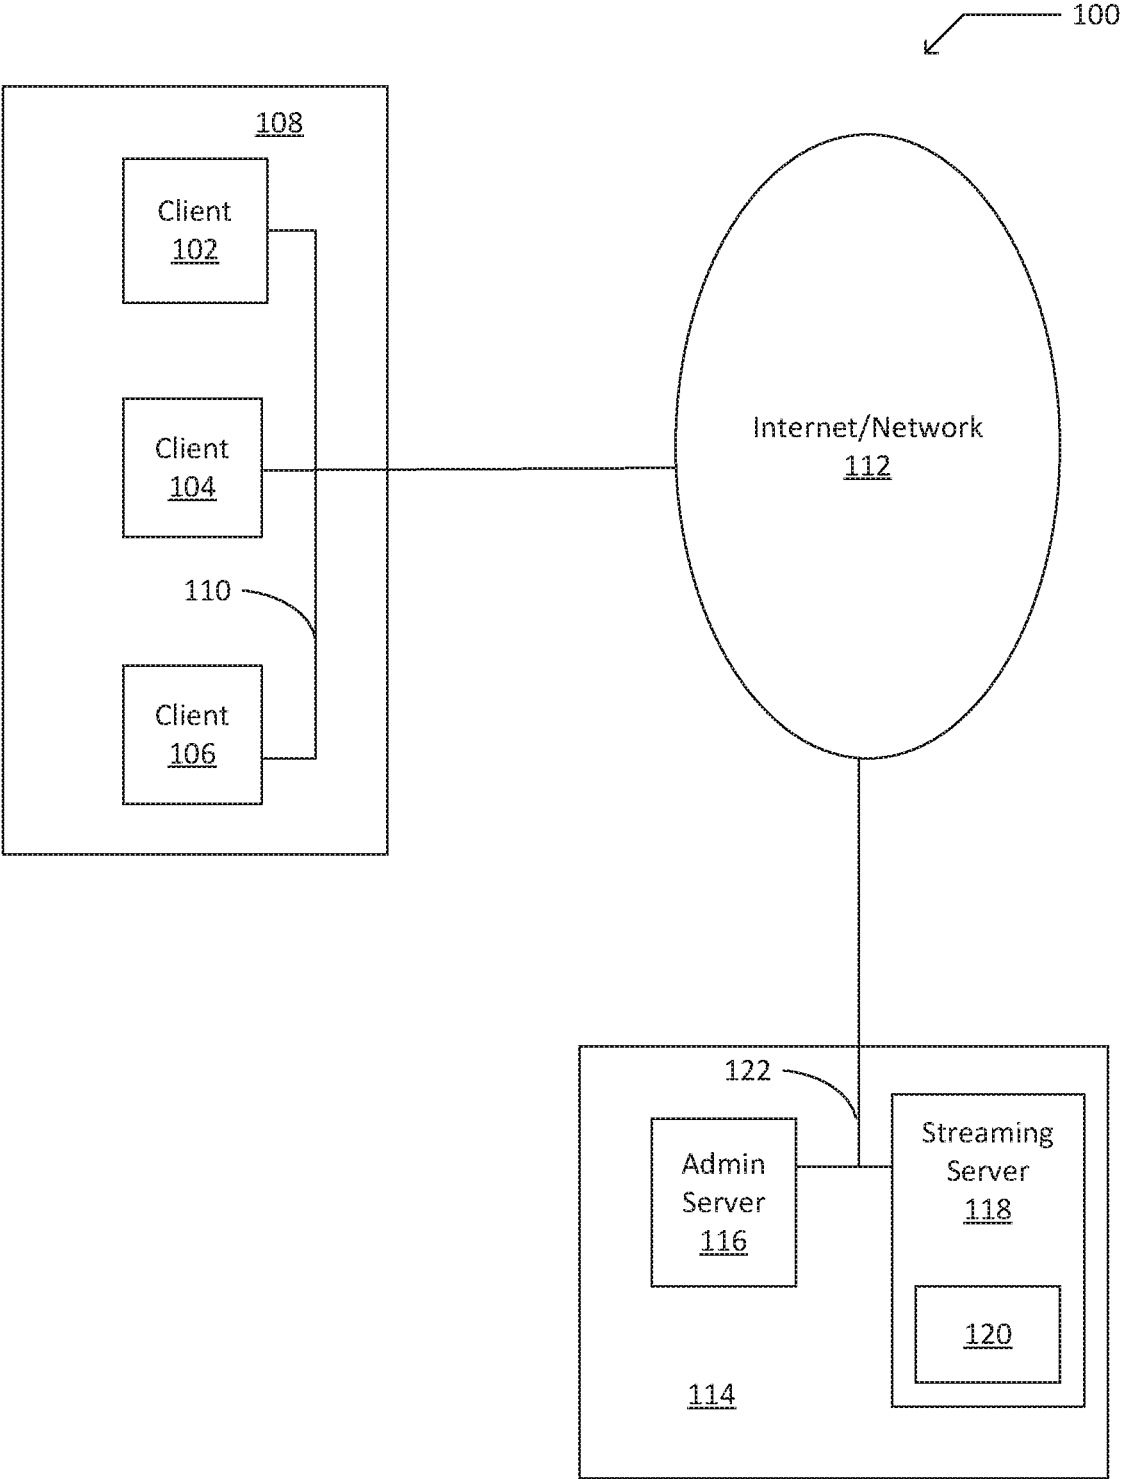 100
108
Client
102
Client
104
110
Client
106
Internet/Network
112
122
Admin
Server
116
Streaming
Server
118
120
114